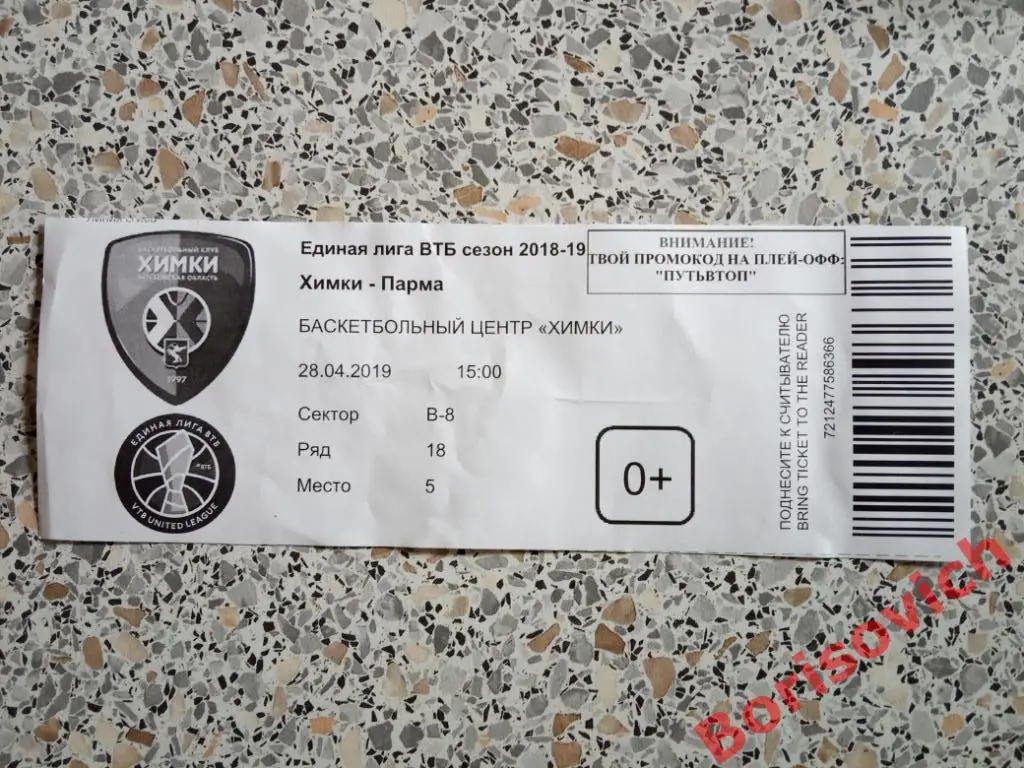 БАСКЕТБОЛЬНЫЙ КЛУБ
ХИМКИ
МОСКОВСКАЯ ОБЛАСТЬ
1997
ЕДИНАЯ ЛИГА ВТБ
ВТБ
VTB UNITED LEAGUE
Единая лига ВТБ сезон 2018-19
Химки - Парма
БАСКЕТБОЛЬНЫЙ ЦЕНТР «ХИМКИ»
28.04.2019 15:00
Сектор B-8
Ряд 18
Место 5
ВНИМАНИЕ!
ТВОЙ ПРОМОКОД НА ПЛЕЙ-ОФФ:
"ПУТЬВТОП"
0+
ПОДНЕСИТЕ К СЧИТЫВАТЕЛЮ
BRING TICKET TO THE READER
7212477586366
Borisovich